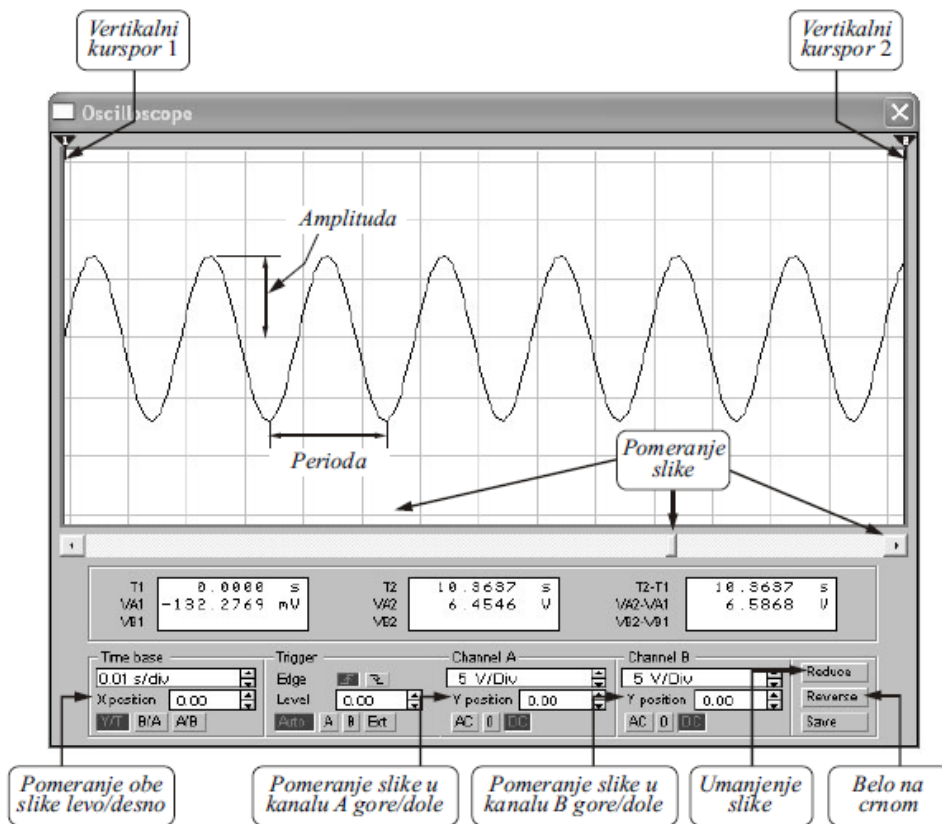 Vertikalni
kurspor 1
Vertikalni
kurspor 2
Oscilloscope
1
2
Amplituda
Perioda
Pomeranje
slike
T1 0.0000 s
VA1 -132.2769 mV
VB1
T2 10.3637 s
VA2 6.4546 V
VB2
T2-T1 10.3637 s
VA2-VA1 6.5868 V
VB2-VB1
Time base
0.01 s/div
X position 0.00
Y/T B/A A/B
Trigger
Edge
Level 0.00
Auto A B Ext
Channel A
5 V/Div
Y position 0.00
AC 0 DC
Channel B
5 V/Div
Y position 0.00
AC 0 DC
Reduce
Reverse
Save
Pomeranje obe
slike levo/desno
Pomeranje slike u
kanalu A gore/dole
Pomeranje slike u
kanalu B gore/dole
Umanjenje
slike
Belo na
crnom